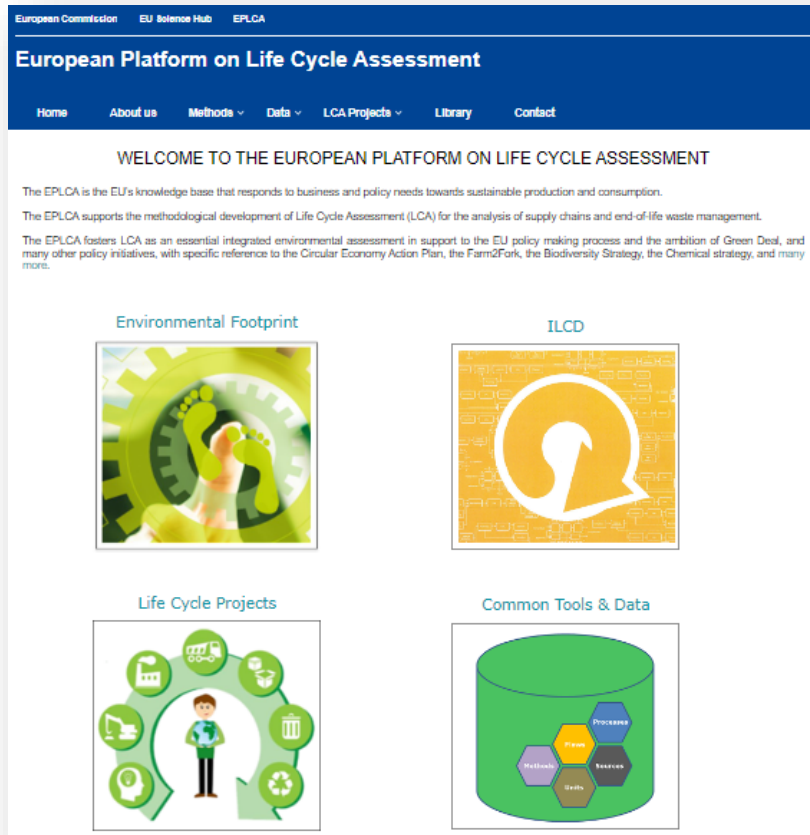 European Commission EU Science Hub EPLCA
European Platform on Life Cycle Assessment
Home About us Methods Data LCA Projects Library Contact
WELCOME TO THE EUROPEAN PLATFORM ON LIFE CYCLE ASSESSMENT
The EPLCA is the EU's knowledge base that responds to business and policy needs towards sustainable production and consumption.
The EPLCA supports the methodological development of Life Cycle Assessment (LCA) for the analysis of supply chains and end-of-life waste management.
The EPLCA fosters LCA as an essential integrated environmental assessment in support to the EU policy making process and the ambition of Green Deal, and
many other policy initiatives, with specific reference to the Circular Economy Action Plan, the Farm2Fork, the Biodiversity Strategy, the Chemical strategy, and many
more.
Environmental Footprint
ILCD
Life Cycle Projects
Common Tools & Data
Processes
Flows
Methods
Sources
Units